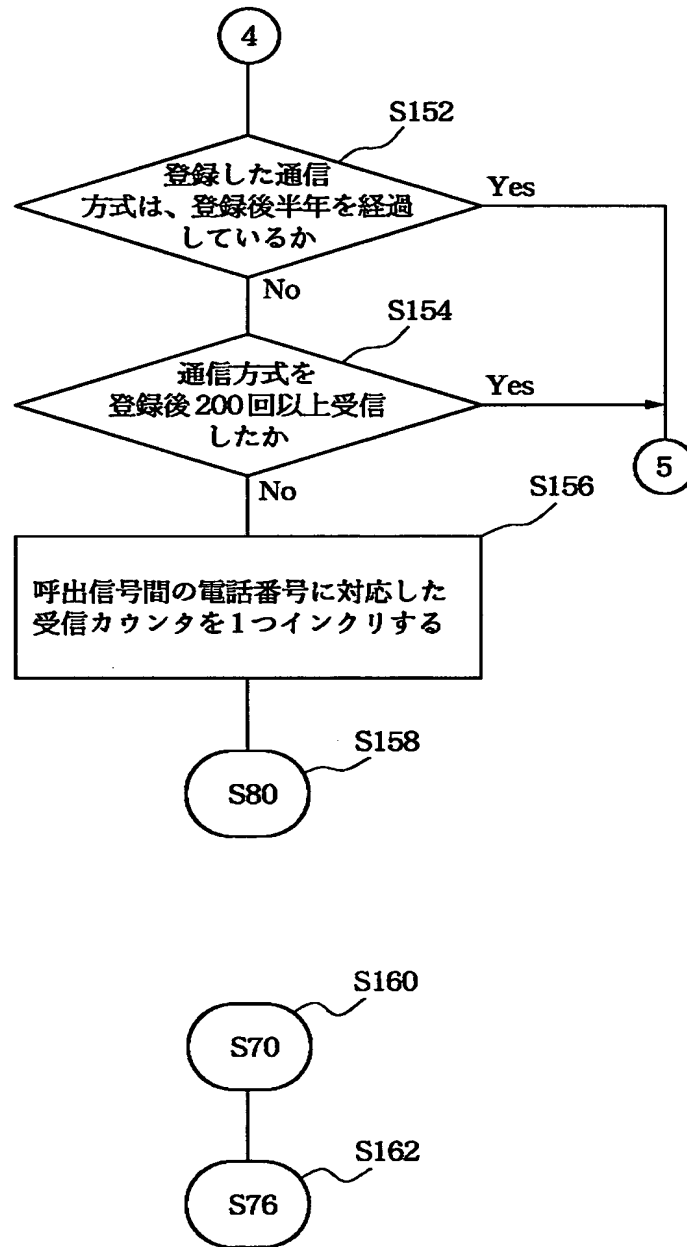 4
S152
登録した通信
方式は、登録後半年を経過
しているか
Yes
No
S154
通信方式を
登録後200回以上受信
したか
Yes
5
No
S156
呼出信号間の電話番号に対応した
受信カウンタを1つインクリする
S158
S80
S160
S70
S162
S76